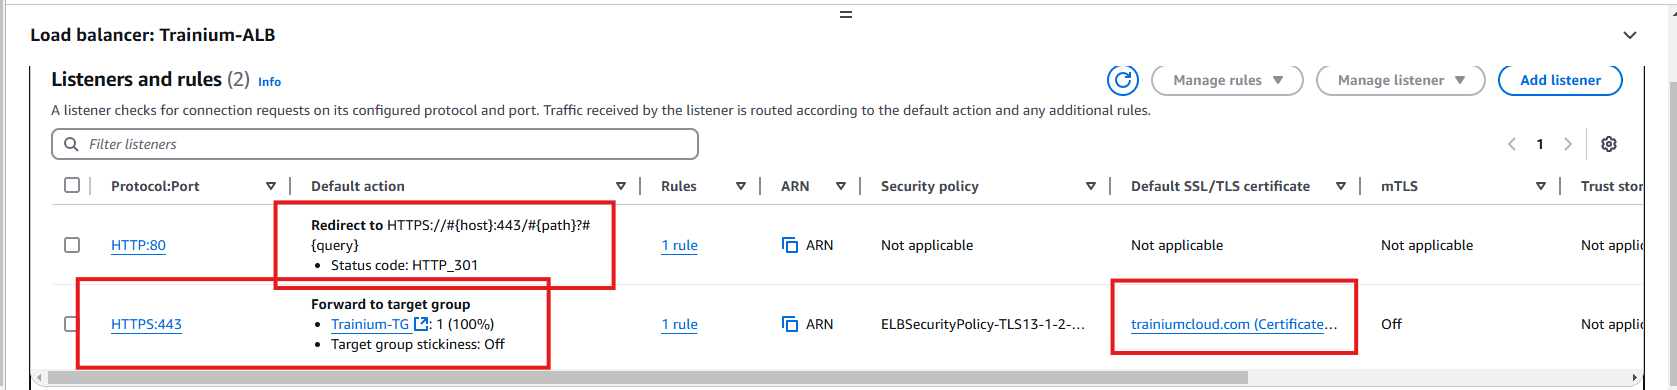 Load balancer: Trainium-ALB
Listeners and rules (2) Info
Manage rules
Manage listener
Add listener
A listener checks for connection requests on its configured protocol and port. Traffic received by the listener is routed according to the default action and any additional rules.
Filter listeners
1
Protocol:Port Default action Rules ARN Security policy Default SSL/TLS certificate mTLS Trust stor
Redirect to HTTPS://#{host}:443/#{path}?#
HTTP:80 {query} 1 rule ARN Not applicable Not applicable Not applicable Not applic
• Status code: HTTP_301
Forward to target group
HTTPS:443 • Trainium-TG : 1 (100%) 1 rule ARN ELBSecurityPolicy-TLS13-1-2-... trainiumcloud.com (Certificate... Off Not applic
• Target group stickiness: Off